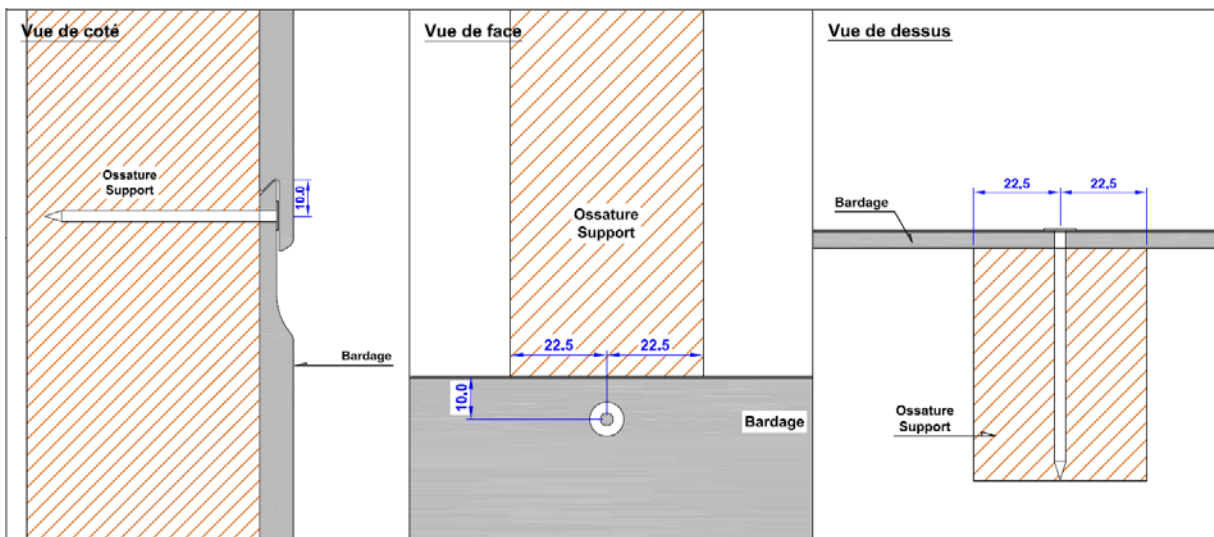 Vue de coté
Ossature
Support
10.0
Bardage
Vue de face
Ossature
Support
22.5
22.5
10.0
Bardage
Vue de dessus
22.5
22.5
Bardage
Ossature
Support